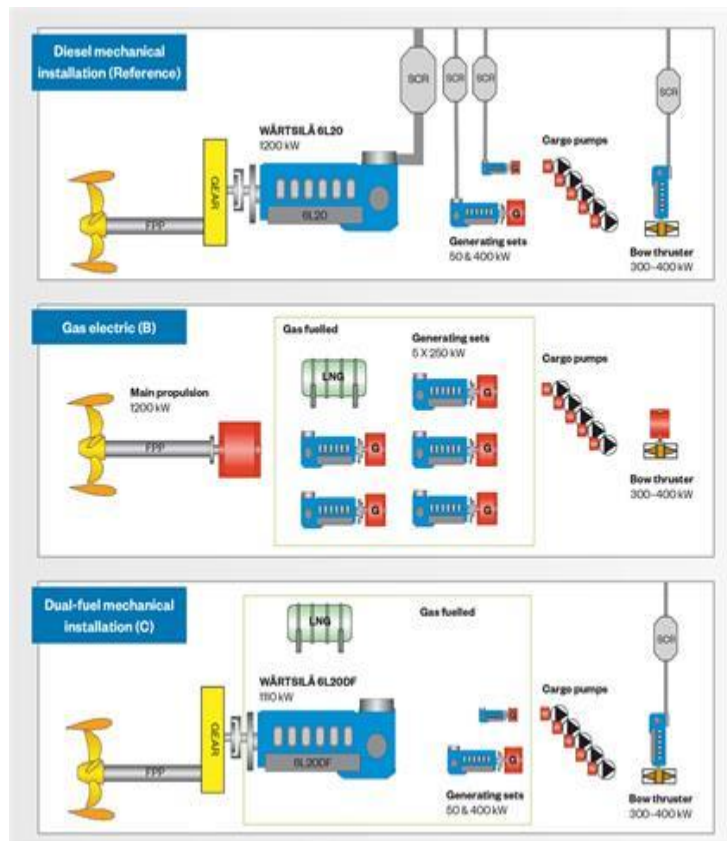 Diesel mechanical
installation (Reference)
SCR
SCR
SCR
SCR
WÄRTSILÄ 6L20
1200 kW
Cargo pumps
GEAR
FPP
6L20
G
G
Generating sets
50 & 400 kW
Bow thruster
300–400 kW
Gas electric (B)
Gas fuelled
Generating sets
5 X 250 kW
Cargo pumps
LNG
Main propulsion
1200 kW
G
FPP
G
G
G
G
Bow thruster
300–400 kW
Dual-fuel mechanical
installation (C)
LNG
Gas fuelled
SCR
WÄRTSILÄ 6L20DF
1110 kW
Cargo pumps
GEAR
FPP
6L20DF
G
G
Generating sets
50 & 400 kW
Bow thruster
300–400 kW